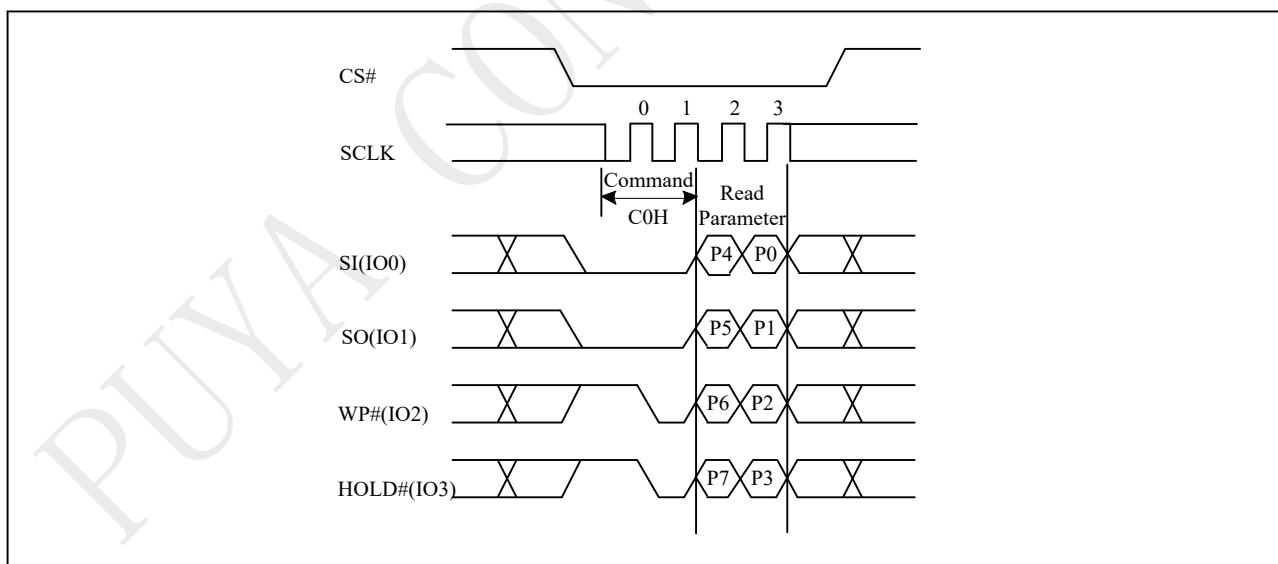 PUYA CON
CS#
0 1 2 3
SCLK
Command Read
C0H Parameter
SI(IO0) P4 P0
SO(IO1) P5 P1
WP#(IO2) P6 P2
HOLD#(IO3) P7 P3